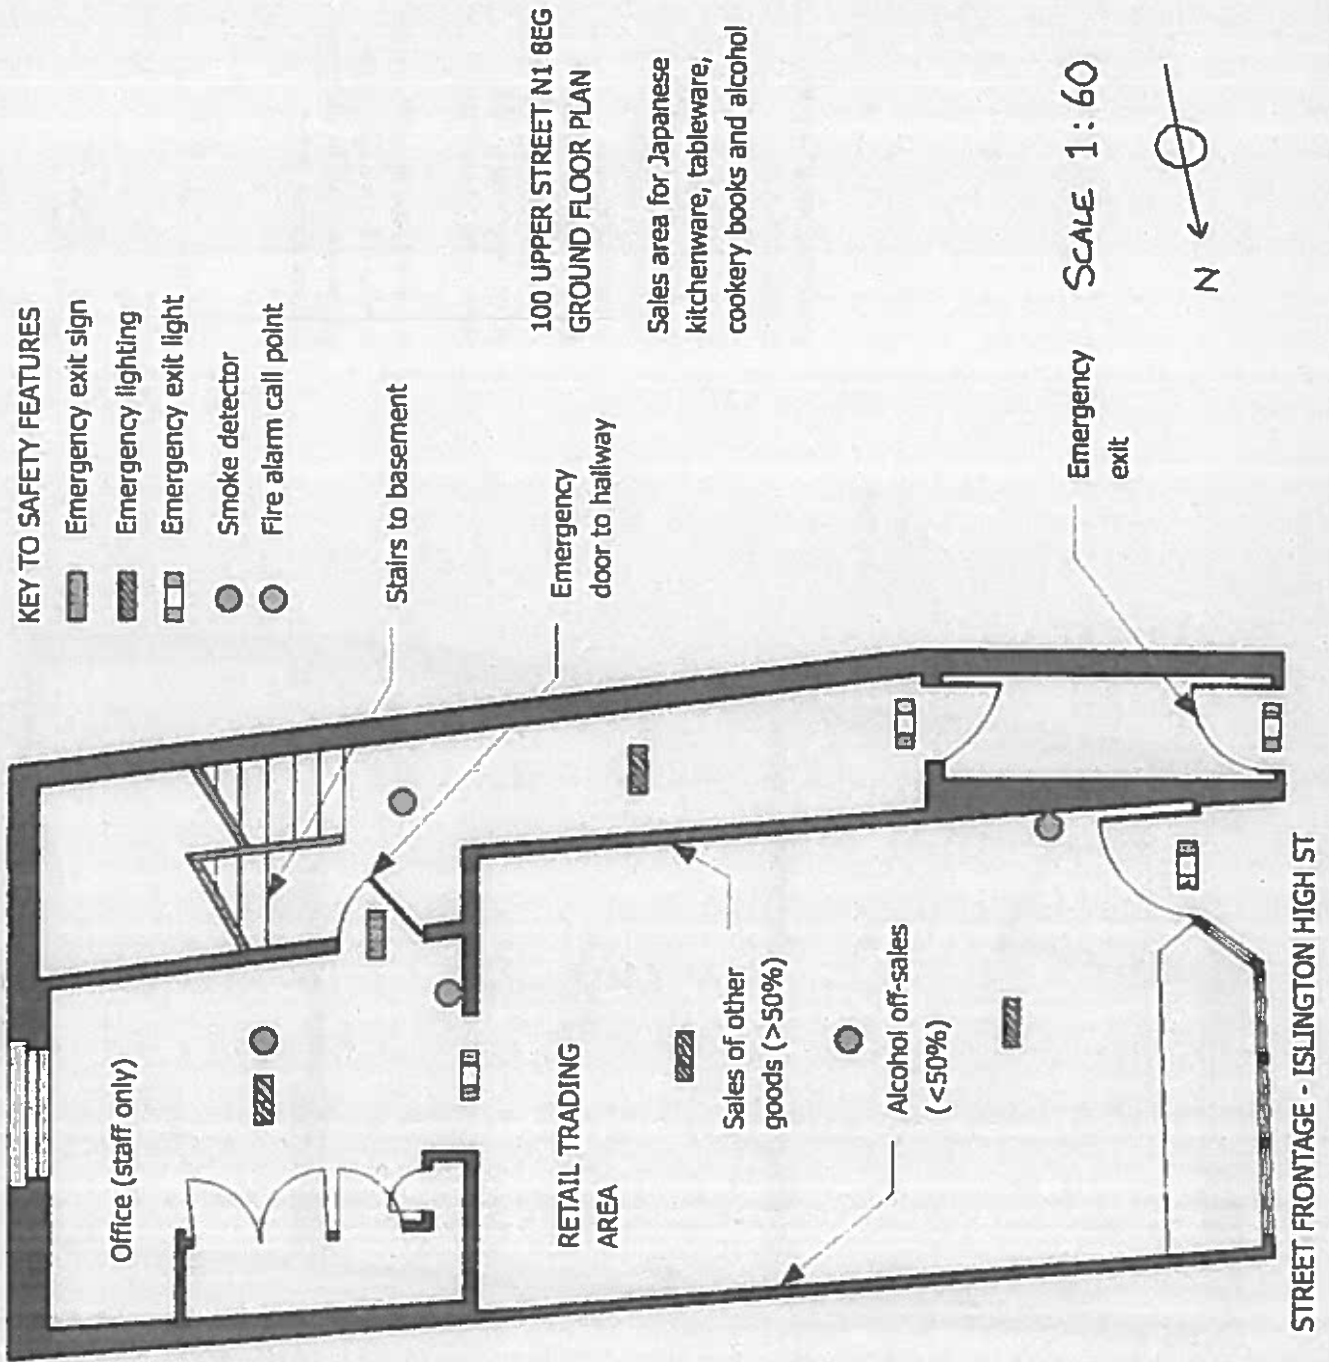 KEY TO SAFETY FEATURES
Emergency exit sign
Emergency lighting
Emergency exit light
Smoke detector
Fire alarm call point
Stairs to basement
Emergency
door to hallway
100 UPPER STREET N1 8EG
GROUND FLOOR PLAN
Sales area for Japanese
kitchenware, tableware,
cookery books and alcohol
Emergency
exit
SCALE 1:60
N
Office (staff only)
RETAIL TRADING
AREA
Sales of other
goods (>50%)
Alcohol off-sales
(<50%)
STREET FRONTAGE - ISLINGTON HIGH ST